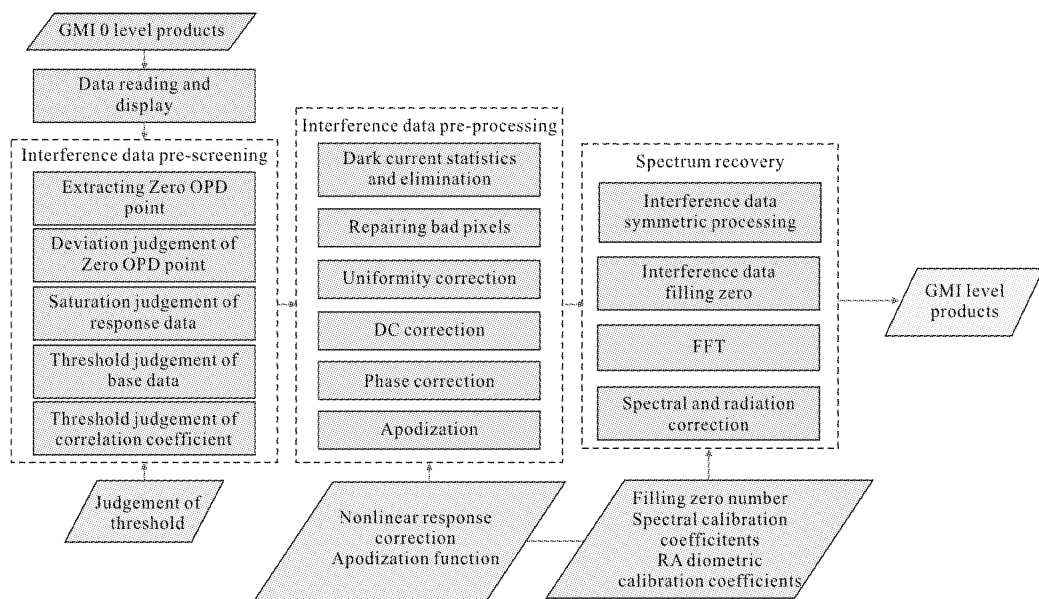 GMI 0 level products
Data reading and
display
Interference data pre-screening
Extracting Zero OPD
point
Deviation judgement of
Zero OPD point
Saturation judgement of
response data
Threshold judgement of
base data
Threshold judgement of
correlation coefficient
Judgement of
threshold
Interference data pre-processing
Dark current statistics
and elimination
Repairing bad pixels
Uniformity correction
DC correction
Phase correction
Apodization
Nonlinear response
correction
Apodization function
Spectrum recovery
Interference data
symmetric processing
Interference data
filling zero
FFT
Spectral and radiation
correction
Filling zero number
Spectral calibration
coefficitents
RA diometric
calibration coefficients
GMI level
products